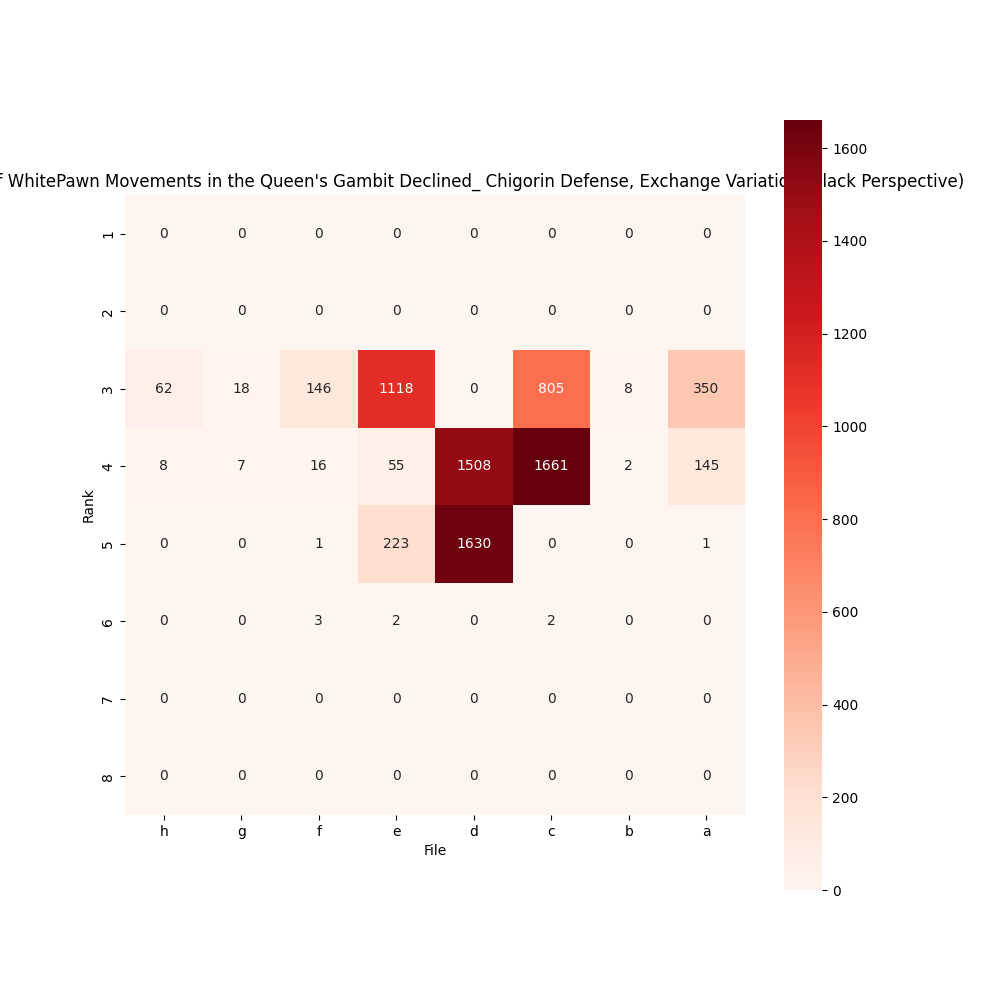 f WhitePawn Movements in the Queen's Gambit Declined_ Chigorin Defense, Exchange Variation (Black Perspective)
1 0 0 0 0 0 0 0 0
2 0 0 0 0 0 0 0 0
3 62 18 146 1118 0 805 8 350
4 8 7 16 55 1508 1661 2 145
5 0 0 1 223 1630 0 0 1
6 0 0 3 2 0 2 0 0
7 0 0 0 0 0 0 0 0
8 0 0 0 0 0 0 0 0
h g f e d c b a
File
Rank
1600
1400
1200
1000
800
600
400
200
0